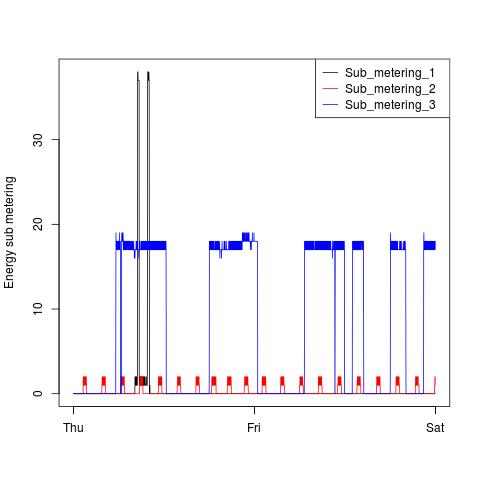 Sub_metering_1
Sub_metering_2
Sub_metering_3
Energy sub metering
30
20
10
0
Thu Fri Sat